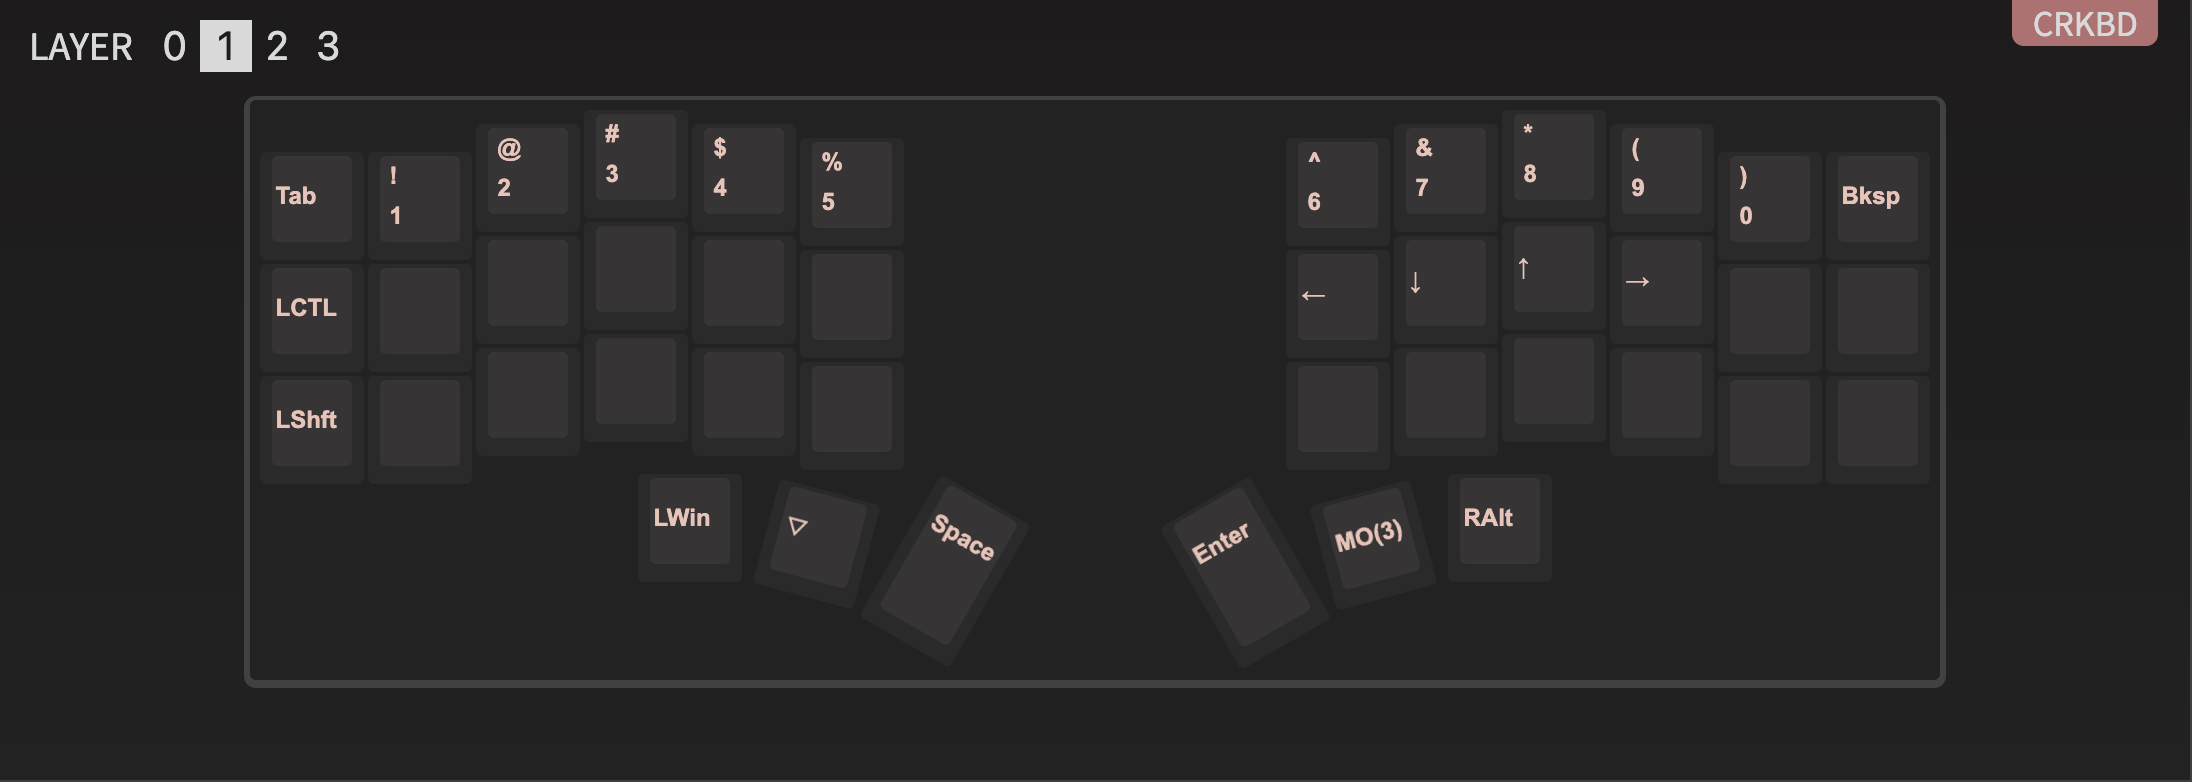 LAYER 0 1 2 3
CRKBD
Tab ! 1 @ 2 # 3 $ 4 % 5 ^ 6 & 7 * 8 ( 9 ) 0 Bksp
LCTL ← ↓ ↑ →
LShft
LWin ▽ Space Enter MO(3) RAlt